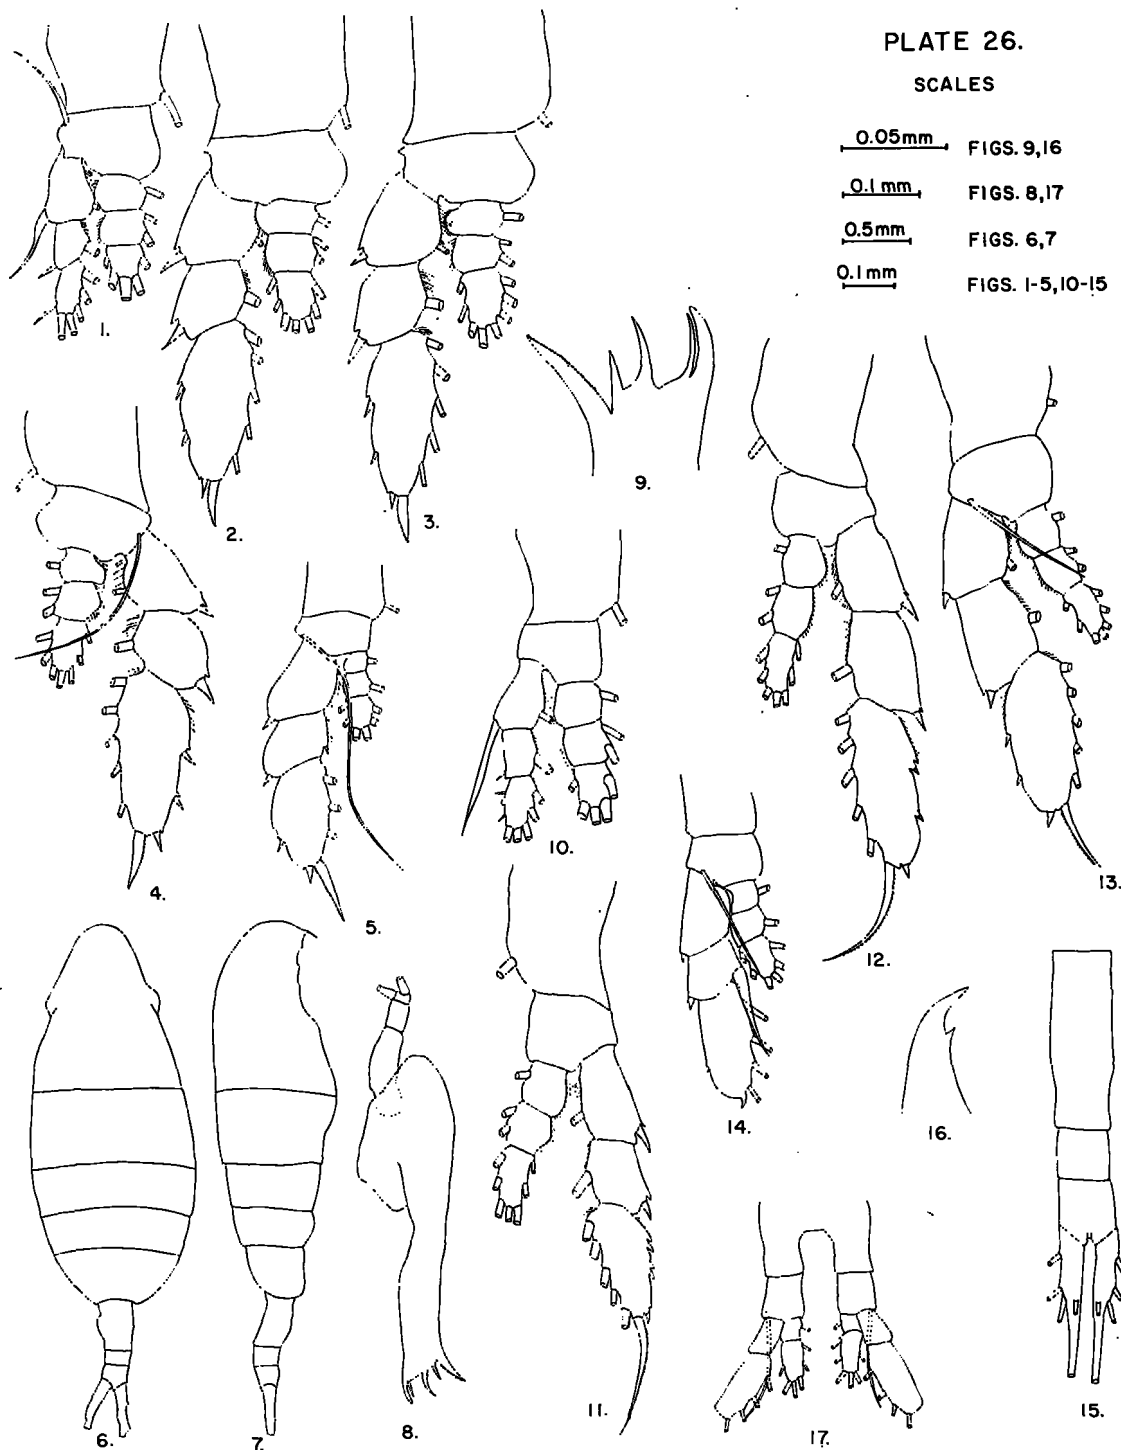 PLATE 26.
SCALES
0.05mm FIGS. 9,16
0.1 mm FIGS. 8,17
0.5mm FIGS. 6,7
0.1 mm FIGS. 1-5,10-15
1.
2.
3.
9.
4.
5.
10.
12.
13.
14.
16.
6.
7.
8.
11.
17.
15.